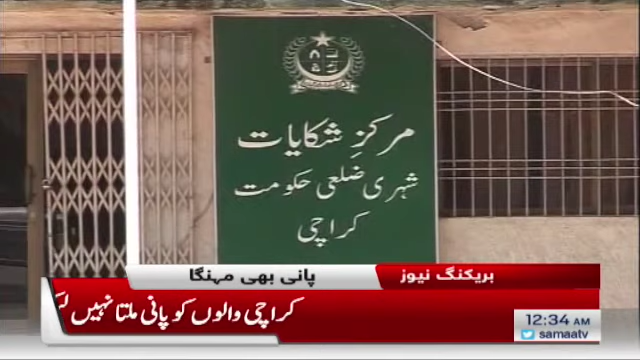 مرکزِ شکایات
شہری ضلعی حکومت
کراچی
بریکنگ نیوز
پانی بھی مہنگا
کراچی والوں کو پانی ملتا نہیں
12:34 AM
samaatv